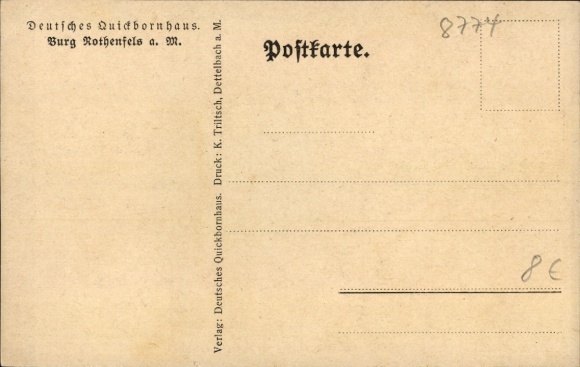 Deutsches Quickbornhaus.
Burg Rothenfels a. M.
Verlag: Deutsches Quickbornhaus. Druck: K. Triltsch, Dettelbach a. M.
Postkarte.
8774
8 €